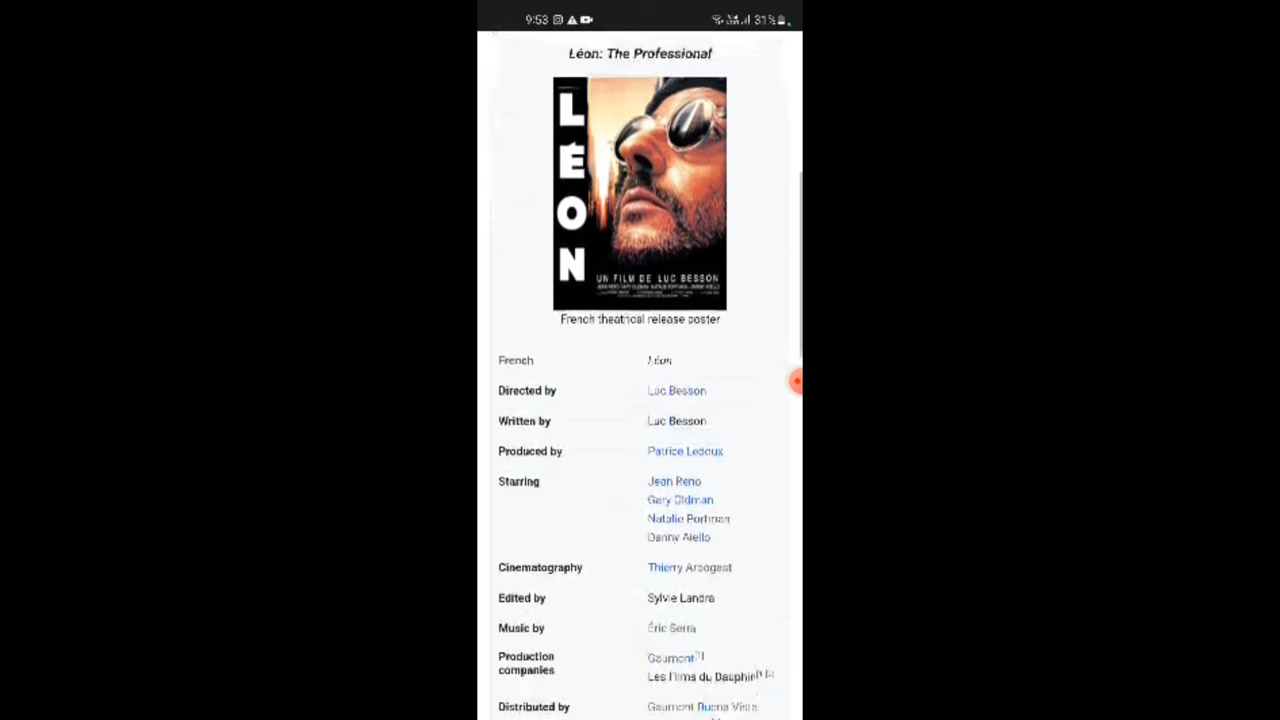 9:53
31%
Léon: The Professional
LÉON
UN FILM DE LUC BESSON
French theatrical release poster
French Léon
Directed by Luc Besson
Written by Luc Besson
Produced by Patrice Ledoux
Starring Jean Reno
Gary Oldman
Natalie Portman
Danny Aiello
Cinematography Thierry Arbogast
Edited by Sylvie Landra
Music by Éric Serra
Production Gaumont
companies Les Films du Dauphin
Distributed by Gaumont Buena Vista